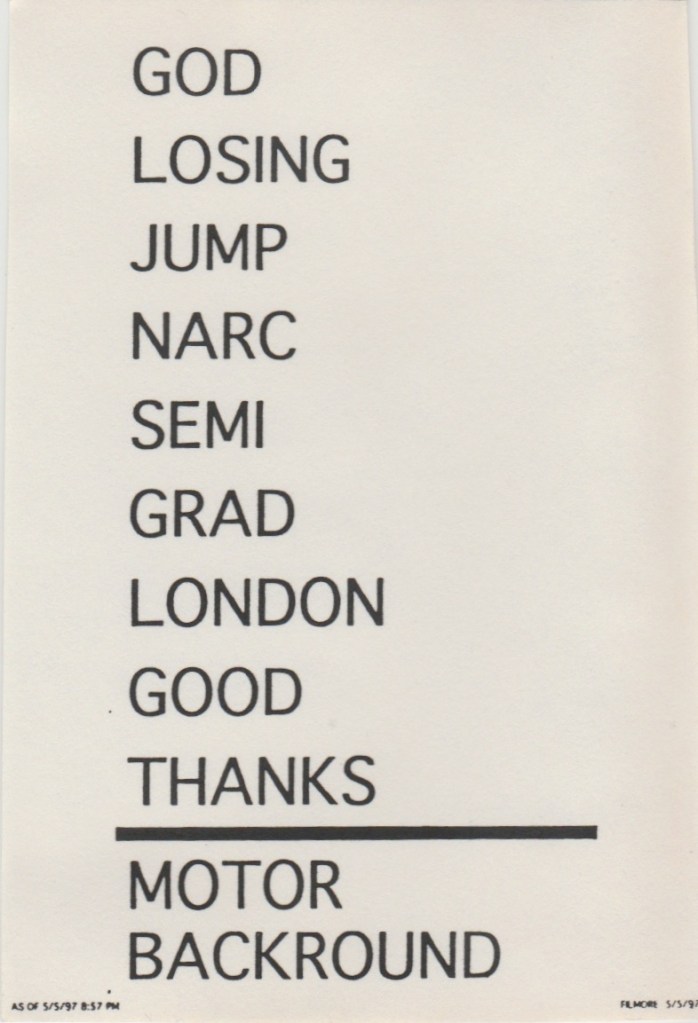 GOD
LOSING
JUMP
NARC
SEMI
GRAD
LONDON
GOOD
THANKS
MOTOR
BACKROUND
AS OF 5/5/97 8:57 PM
FILMORE 5/5/97